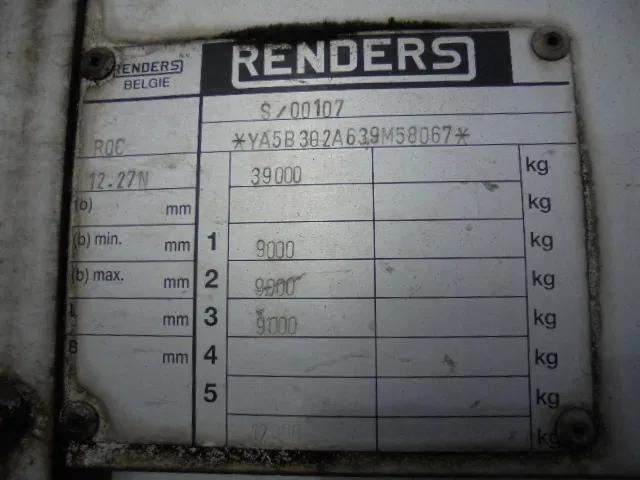 RENDERS N.V.
BELGIE
RENDERS
S/00107
ROC
*YA5B302A639M58067*
12.27N
39000 kg
(b) mm kg
(b) min. mm 1 9000 kg
(b) max. mm 2 9000 kg
L mm 3 9000 kg
mm 4 kg
5 kg
kg